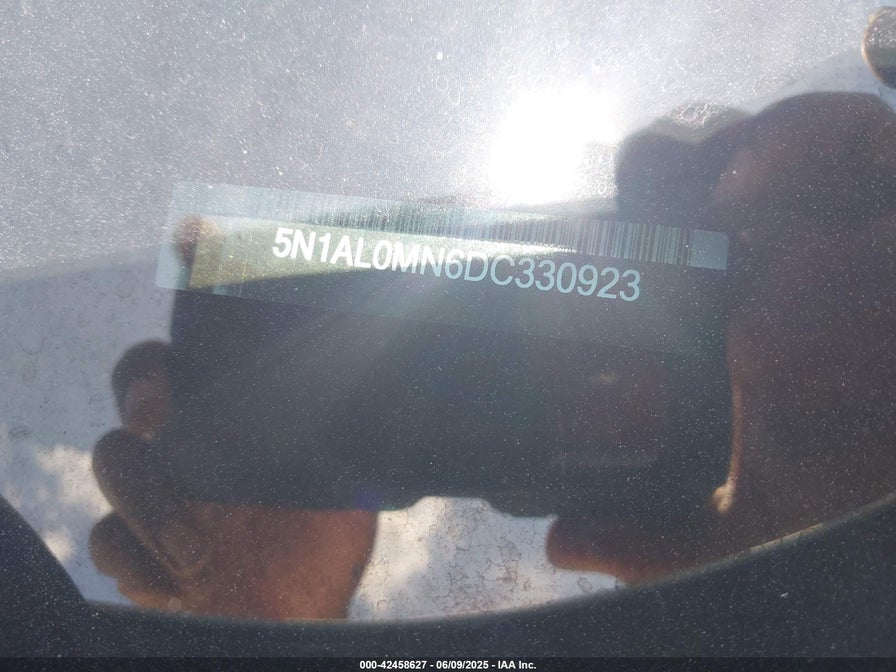 5N1AL0MN6DC330923
000-42458627 - 06/09/2025 - IAA Inc.